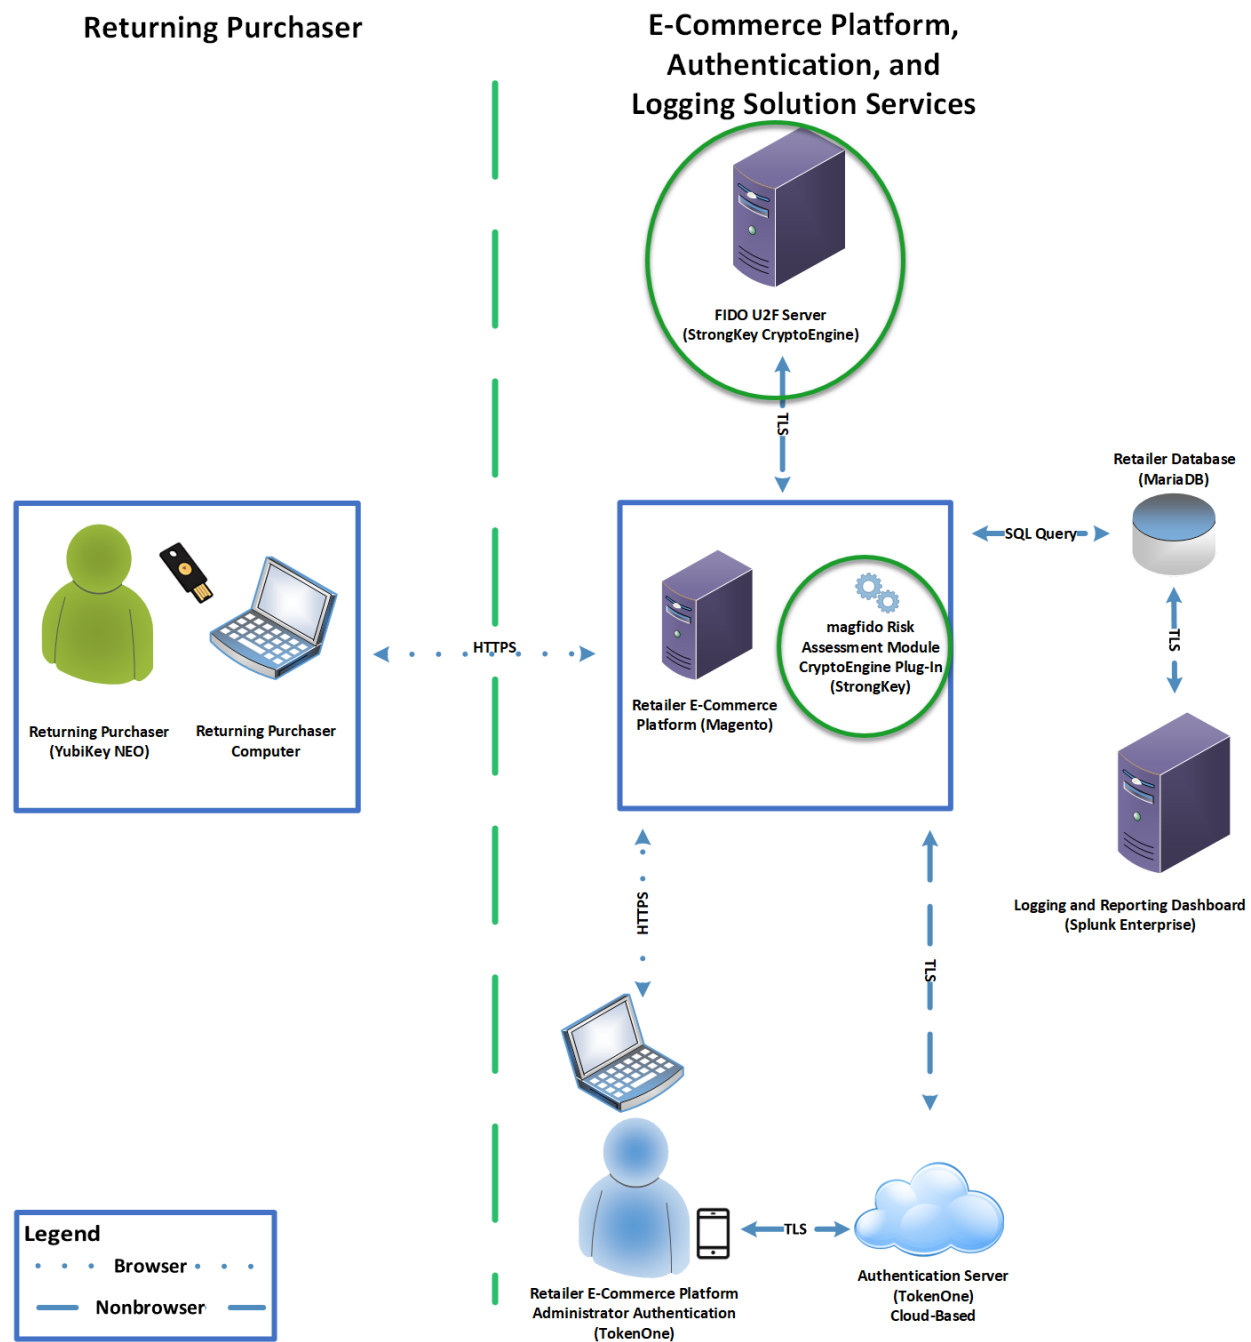 Returning Purchaser
E-Commerce Platform,
Authentication, and
Logging Solution Services
FIDO U2F Server
(StrongKey CryptoEngine)
TLS
Retailer Database
(MariaDB)
SQL Query
TLS
magfido Risk
Assessment Module
CryptoEngine Plug-In
(StrongKey)
Retailer E-Commerce
Platform (Magento)
HTTPS
Returning Purchaser
(YubiKey NEO)
Returning Purchaser
Computer
Logging and Reporting Dashboard
(Splunk Enterprise)
HTTPS
TLS
TLS
Authentication Server
(TokenOne)
Cloud-Based
Retailer E-Commerce Platform
Administrator Authentication
(TokenOne)
Legend
Browser
Nonbrowser